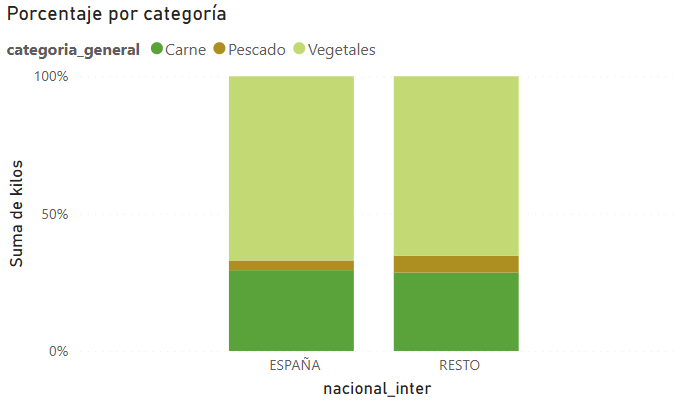 Porcentaje por categoría
categoria_general Carne Pescado Vegetales
100%
50%
0%
Suma de kilos
ESPAÑA RESTO
nacional_inter